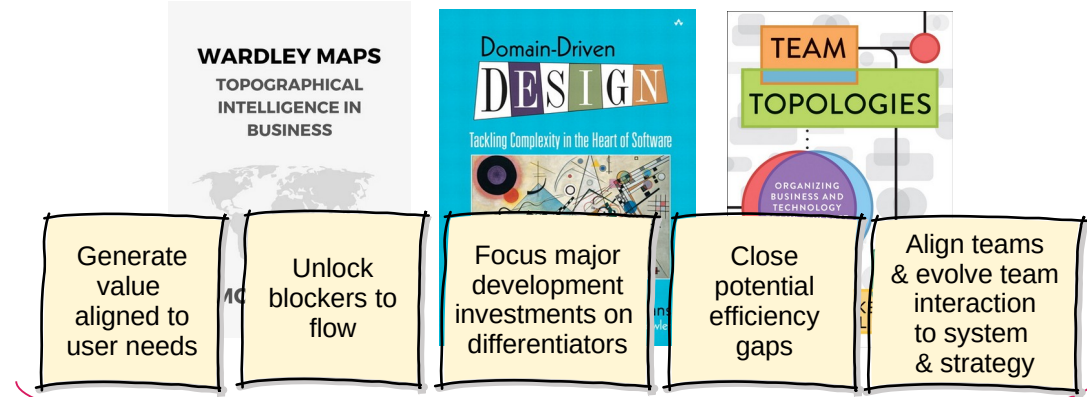 WARDLEY MAPS
TOPOGRAPHICAL
INTELLIGENCE IN
BUSINESS
Domain-Driven
DESIGN
Tackling Complexity in the Heart of Software
TEAM
TOPOLOGIES
ORGANIZING
BUSINESS AND
TECHNOLOGY
Generate
value
aligned to
user needs
Unlock
blockers to
flow
Focus major
development
investments on
differentiators
Close
potential
efficiency
gaps
Align teams
& evolve team
interaction
to system
& strategy